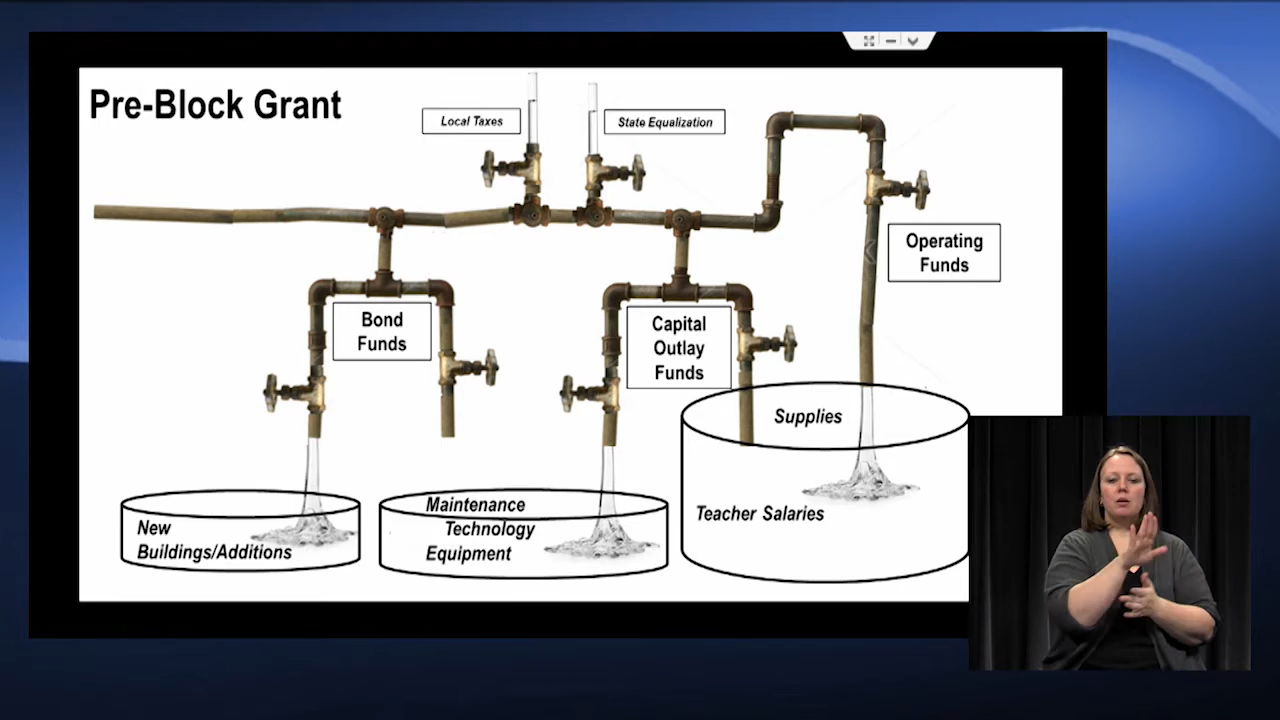 Pre-Block Grant
Local Taxes
State Equalization
Operating
Funds
Bond
Funds
Capital
Outlay
Funds
Supplies
Teacher Salaries
Maintenance
Technology
Equipment
New
Buildings/Additions